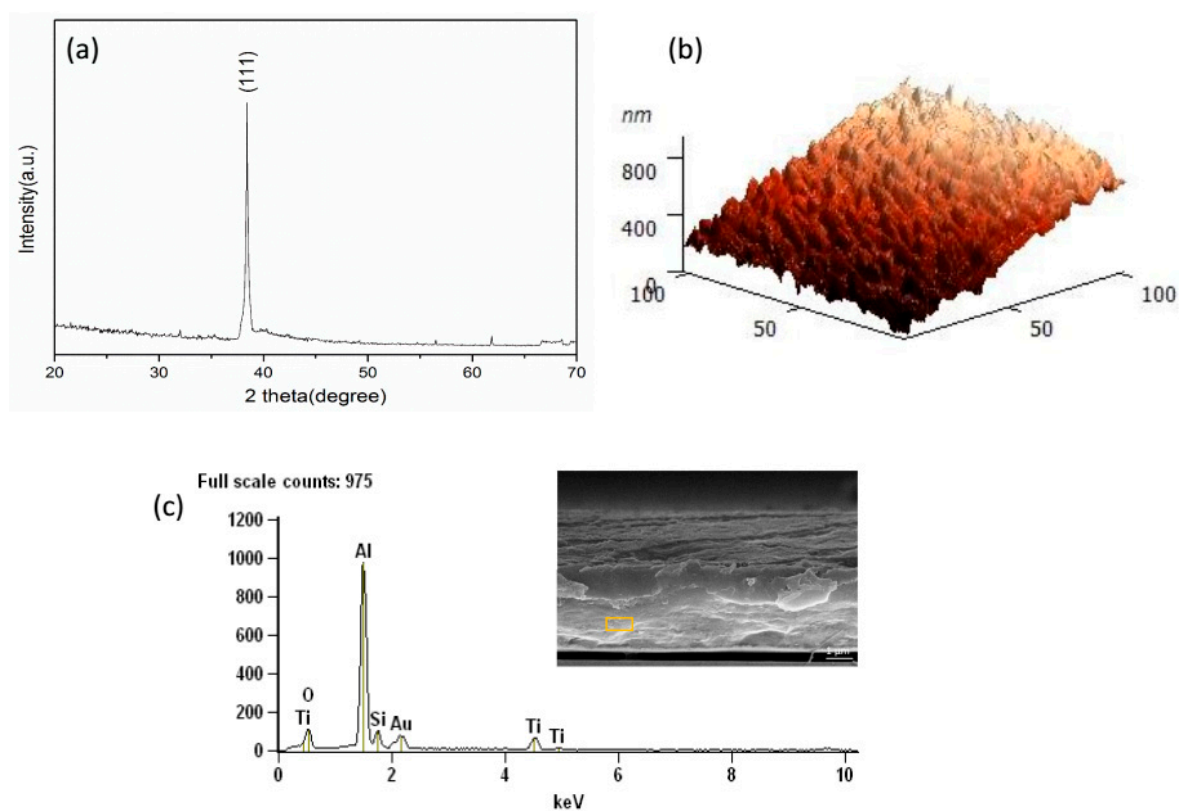 (a)
(111)
Intensity(a.u.)
20 30 40 50 60 70
2 theta(degree)
(b)
nm
800
400
0
100 50 50 100
Full scale counts: 975
(c)
1200
1000
800
600
400
200
0
Al
O
Ti Si Au Ti Ti
0 2 4 6 8 10
keV
1 µm